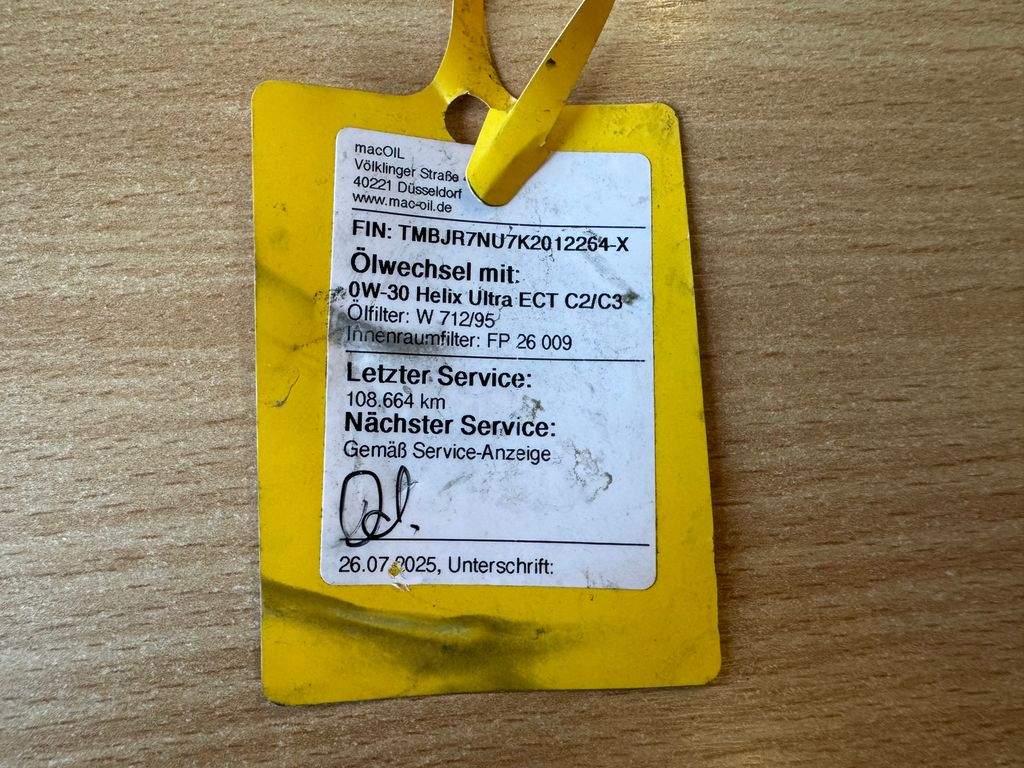 macOIL
Völklinger Straße
40221 Düsseldorf
www.mac-oil.de
FIN: TMBJR7NU7K2012264-X
Ölwechsel mit:
0W-30 Helix Ultra ECT C2/C3
Ölfilter: W 712/95
Innenraumfilter: FP 26 009
Letzter Service:
108.664 km
Nächster Service:
Gemäß Service-Anzeige
26.07.2025, Unterschrift: